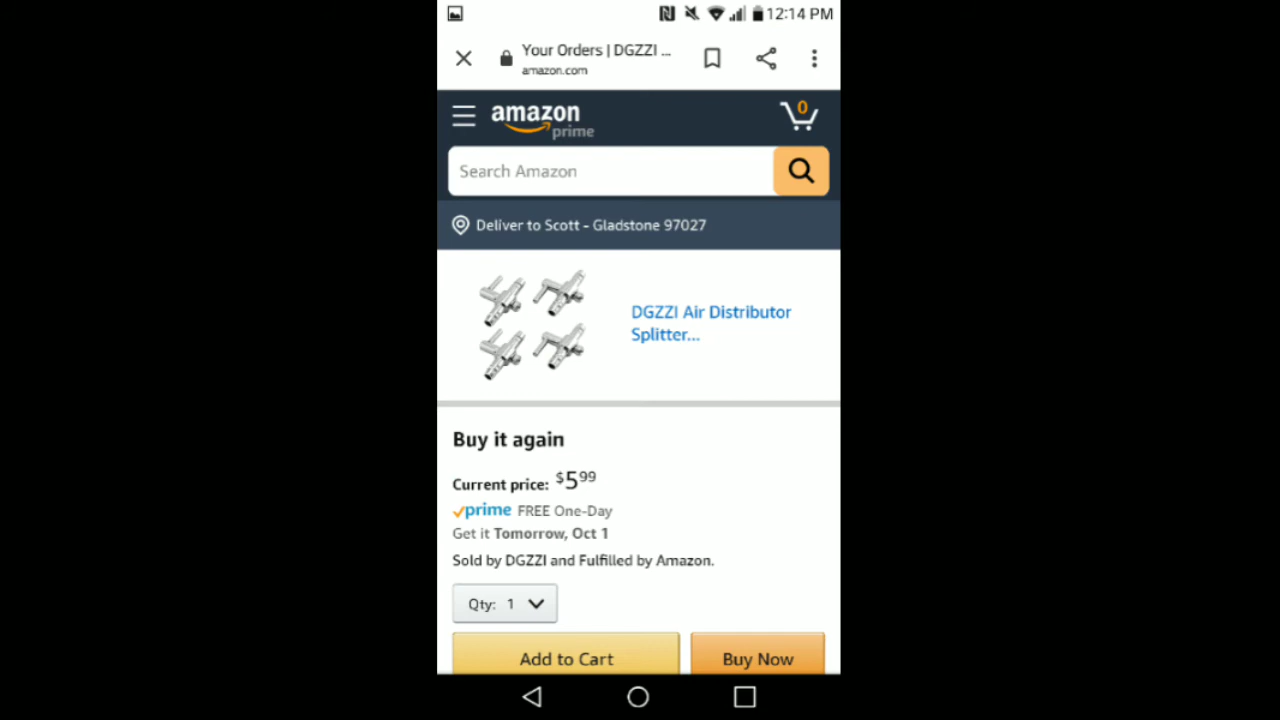 12:14 PM
Your Orders | DGZZI ...
amazon.com
amazon
prime
0
Search Amazon
Deliver to Scott - Gladstone 97027
DGZZI Air Distributor
Splitter...
Buy it again
Current price: $5.99
prime FREE One-Day
Get it Tomorrow, Oct 1
Sold by DGZZI and Fulfilled by Amazon.
Qty: 1
Add to Cart
Buy Now